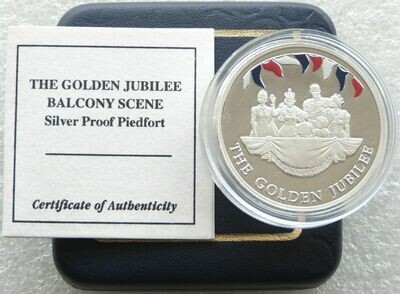 THE GOLDEN JUBILEE
BALCONY SCENE
Silver Proof Piedfort
Certificate of Authenticity
THE GOLDEN JUBILEE